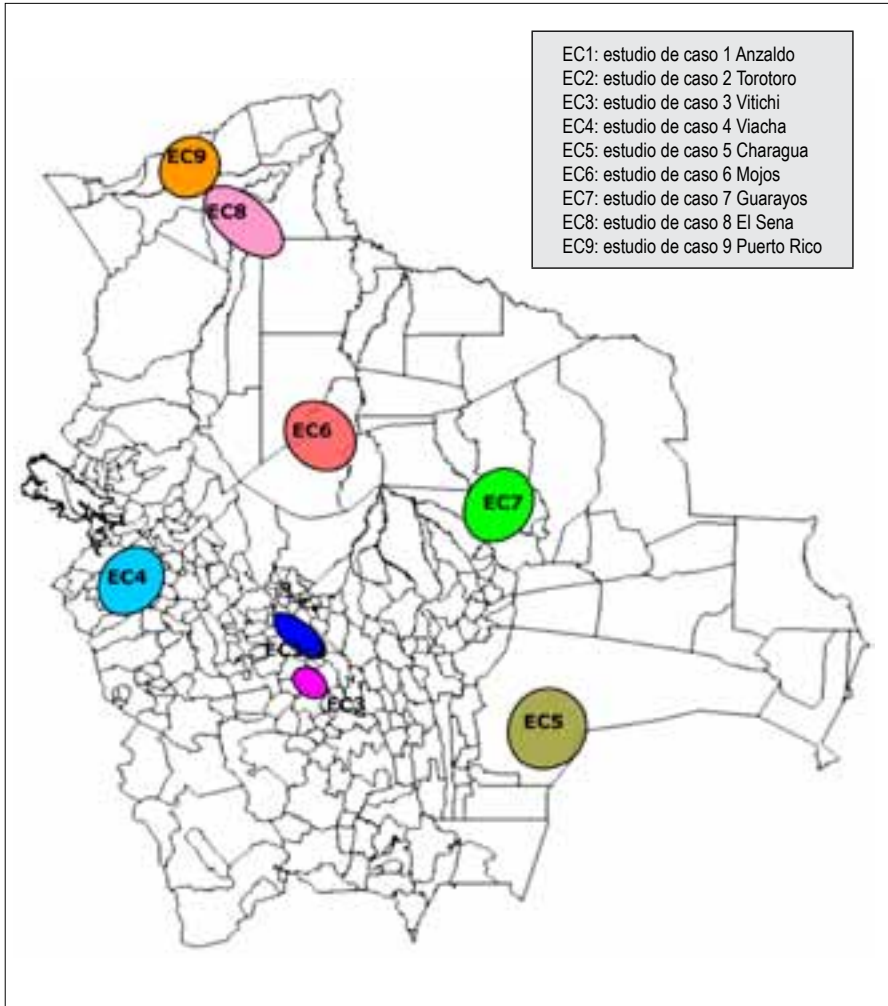 EC1: estudio de caso 1 Anzaldo
EC2: estudio de caso 2 Torotoro
EC3: estudio de caso 3 Vitichi
EC4: estudio de caso 4 Viacha
EC5: estudio de caso 5 Charagua
EC6: estudio de caso 6 Mojos
EC7: estudio de caso 7 Guarayos
EC8: estudio de caso 8 El Sena
EC9: estudio de caso 9 Puerto Rico
EC9
EC8
EC6
EC7
EC4
EC3
EC5